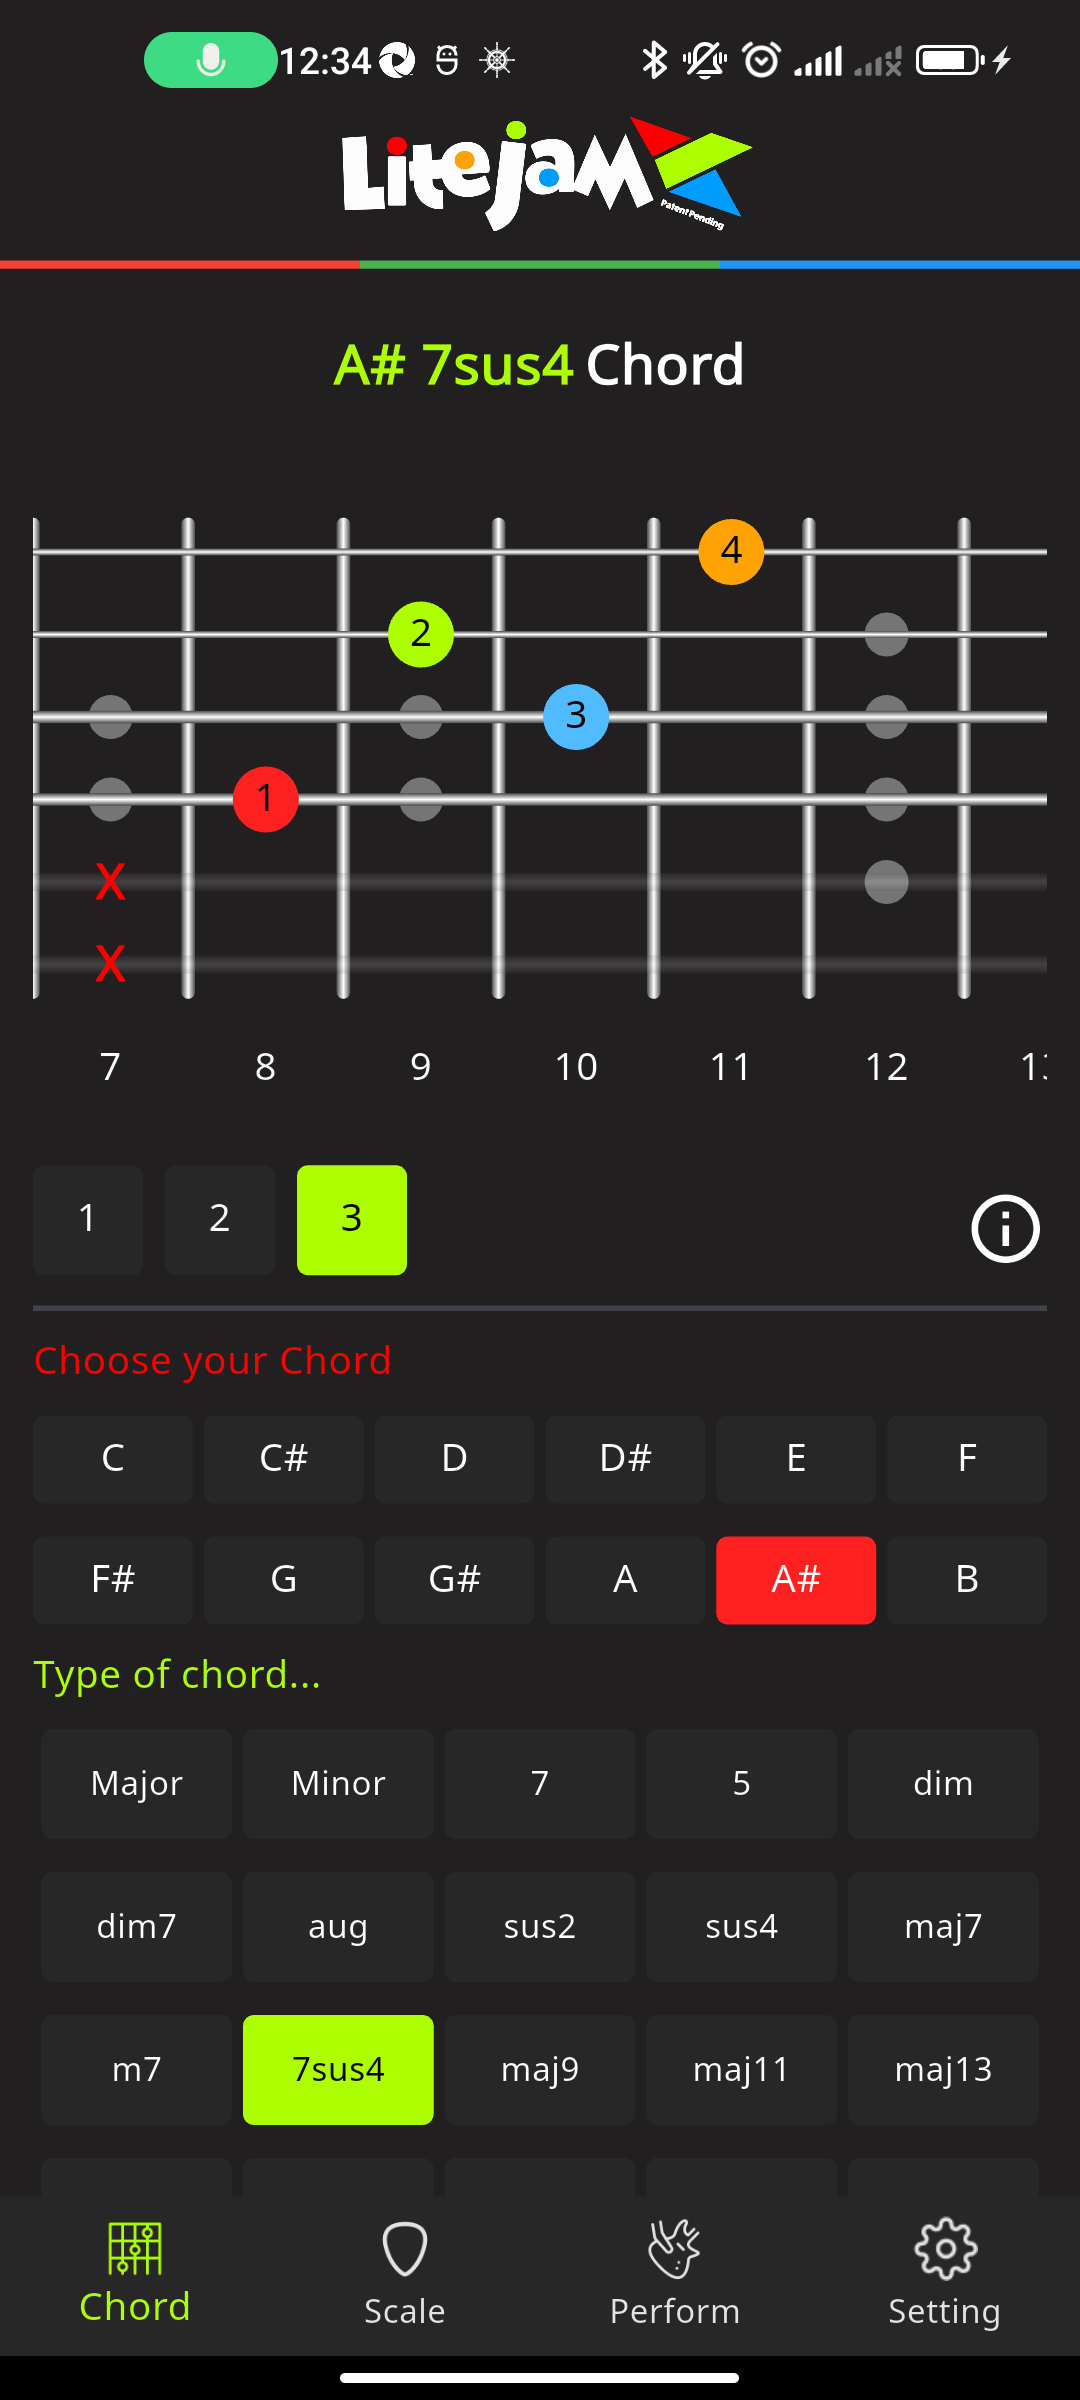 12:34
Litejam
Patent Pending
A# 7sus4 Chord
4
2
3
1
X
X
7 8 9 10 11 12
1 2 3
Choose your Chord
C C# D D# E F
F# G G# A A# B
Type of chord...
Major Minor 7 5 dim
dim7 aug sus2 sus4 maj7
m7 7sus4 maj9 maj11 maj13
Chord Scale Perform Setting